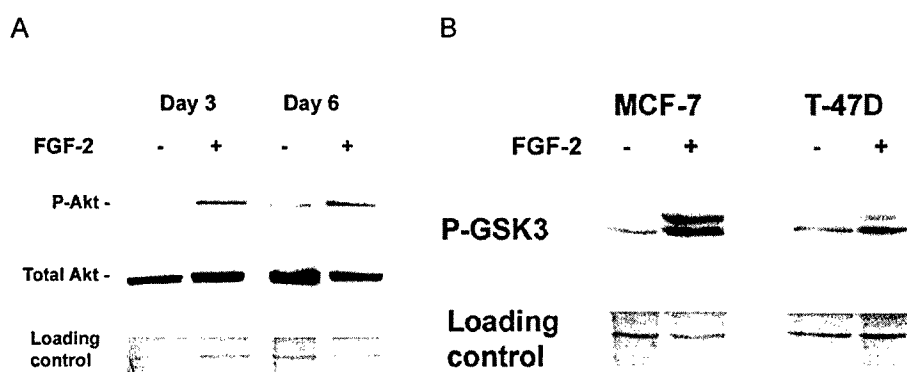 A
Day 3 Day 6
FGF-2 - + - +
P-Akt -
Total Akt -
Loading
control
B
MCF-7 T-47D
FGF-2 - + - +
P-GSK3
Loading
control